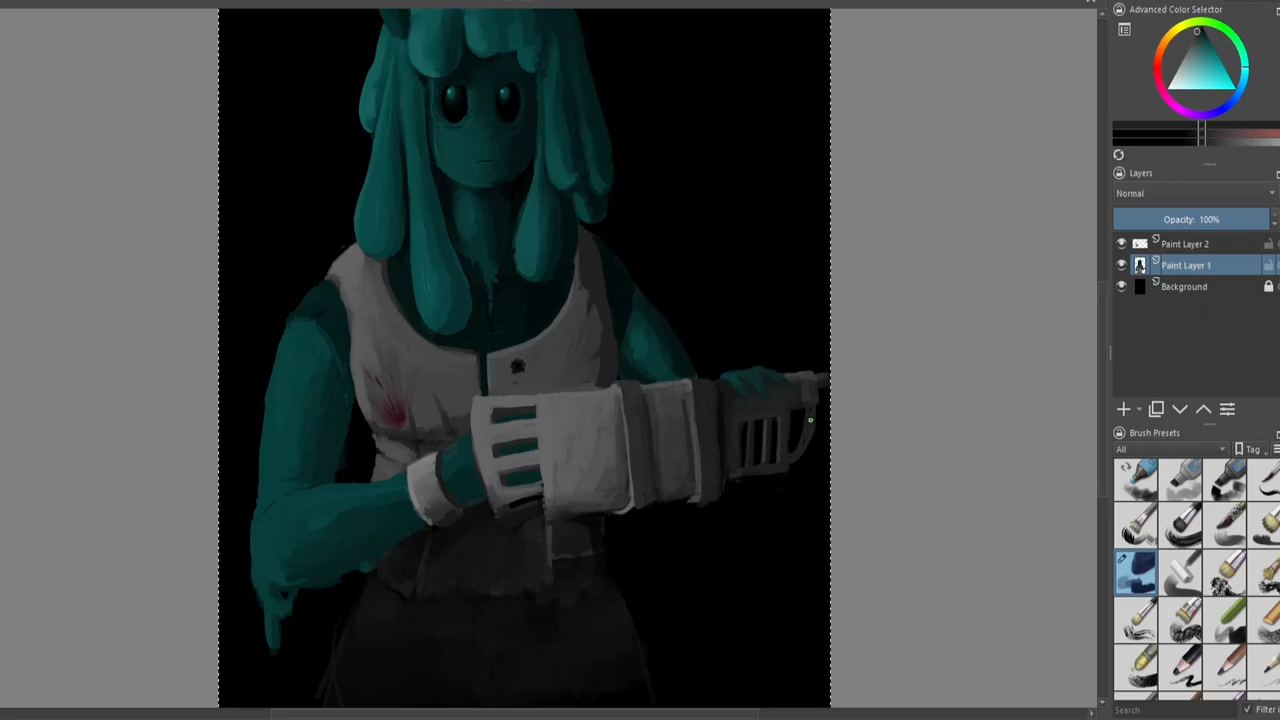 Advanced Color Selector
Layers
Normal
Opacity: 100%
Paint Layer 2
Paint Layer 1
Background
Brush Presets
All
Tag
Search
Filter